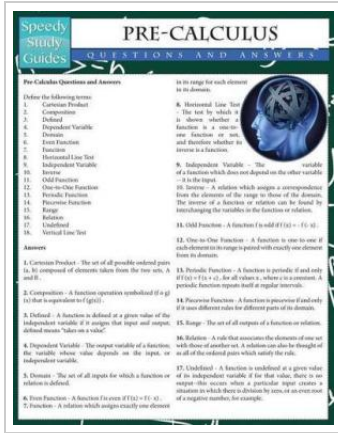 Speedy
Study
Guides
PRE-CALCULUS
QUESTIONS AND ANSWERS
Pre-Calculus Questions and Answers
Define the following terms:
1. Cartesian Product
2. Composition
3. Defined
4. Dependent Variable
5. Domain
6. Even Function
7. Function
8. Horizontal Line Test
9. Independent Variable
10. Inverse
11. Odd Function
12. One-to-One Function
13. Periodic Function
14. Piecewise Function
15. Range
16. Relation
17. Undefined
18. Vertical Line Test
Answers
1. Cartesian Product - The set of all possible ordered pairs
(a, b) composed of elements taken from the two sets, A
and B .
2. Composition - A function operation symbolized (f o g)
(x) that is equivalent to f (g(x)) .
3. Defined - A function is defined at a given value of the
independent variable if it assigns that input and output;
defined means "takes on a value".
4. Dependent Variable - The output variable of a function;
the variable whose value depends on the input, or
independent variable.
5. Domain - The set of all inputs for which a function or
relation is defined.
6. Even Function - A function f is even if f (x) = f (- x) .
7. Function - A relation which assigns exactly one element
in its range for each element
in its domain.
8. Horizontal Line Test
- The test by which it
is shown whether a
function is a one-to-
one function or not,
and therefore whether its
inverse is a function.
9. Independent Variable - The variable
of a function which does not depend on the other variable
- it is the input.
10. Inverse - A relation which assigns a correspondence
from the elements of the range to those of the domain.
The inverse of a function or relation can be found by
interchanging the variables in the function or relation.
11. Odd Function - A function f is odd if f (x) = - f (- x) .
12. One-to-One Function - A function is one-to-one if
each element in its range is paired with exactly one element
in its domain.
13. Periodic Function - A function is periodic if and only
if f (x) = f (x + c) , for all values x , where c is a constant. A
periodic function repeats itself at regular intervals.
14. Piecewise Function - A function is piecewise if and only
if it uses different rules for different parts of its domain.
15. Range - The set of all outputs of a function or relation.
16. Relation - A rule that associates the elements of one set
with those of another set. A relation can also be thought of
as all of the ordered pairs which satisfy the rule.
17. Undefined - A function is undefined at a given value
of its independent variable if for that value, there is no
output -this occurs when a particular input creates a
situation in which there is division by zero, or an even root
of a negative number, for example.